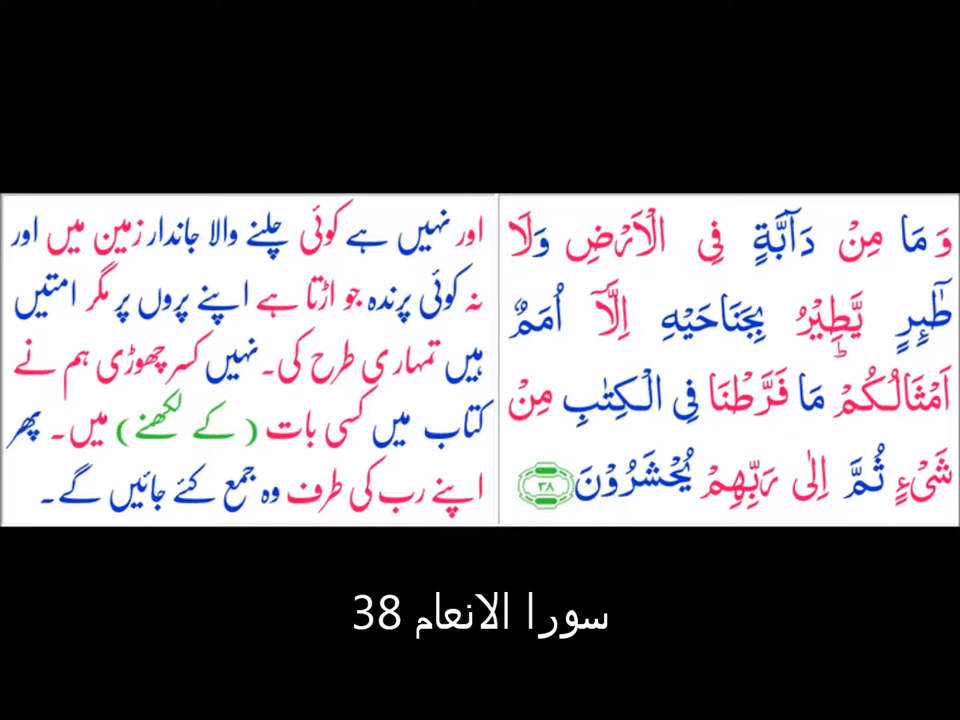 وَمَا مِنْ دَآبَّةٍ فِی الْاَرْضِ وَلَا
طٰٓئِرٍ یَّطِیْرُ بِجَنَاحَیْهِ اِلَّاۤ اُمَمٌ
اَمْثَالُكُمْ ؕ مَا فَرَّطْنَا فِی الْكِتٰبِ مِنْ
شَیْءٍ ثُمَّ اِلٰی رَبِّهِمْ یُحْشَرُوْنَ ۳۸
اور نہیں ہے کوئی چلنے والا جاندار زمین میں اور
نہ کوئی پرندہ جو اڑتا ہے اپنے پروں پر مگر امتیں
ہیں تمہاری طرح کی۔ نہیں کسر چھوڑی ہم نے
کتاب میں کسی بات (کے لکھنے) میں۔ پھر
اپنے رب کی طرف وہ جمع کئے جائیں گے۔
سورا الانعام 38